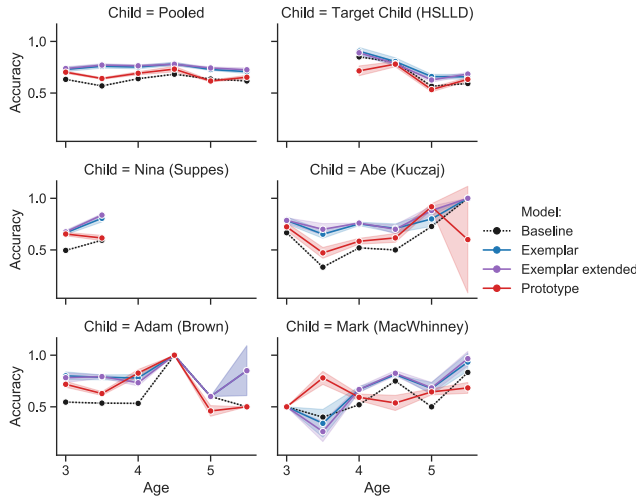 Child = Pooled
Child = Target Child (HSLLD)
Accuracy
1.0
0.5
Child = Nina (Suppes)
Child = Abe (Kuczaj)
Accuracy
1.0
0.5
Model:
Baseline
Exemplar
Exemplar extended
Prototype
Child = Adam (Brown)
Child = Mark (MacWhinney)
Accuracy
1.0
0.5
3 4 5
3 4 5
Age
Age